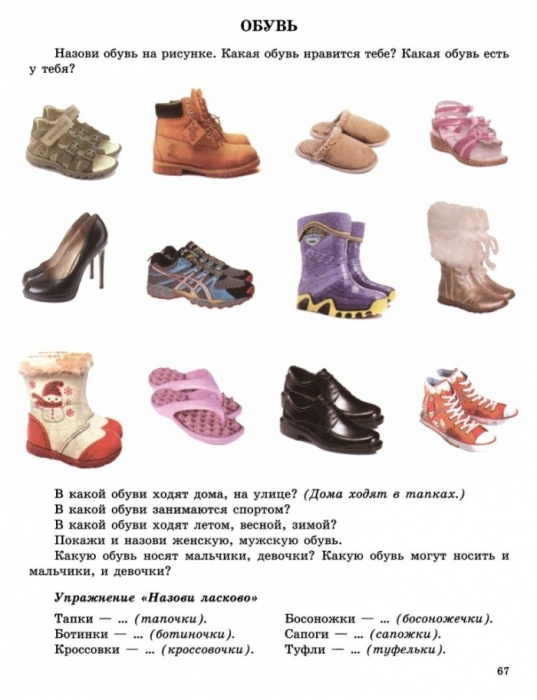 ОБУВЬ
Назови обувь на рисунке. Какая обувь нравится тебе? Какая обувь есть
у тебя?
В какой обуви ходят дома, на улице? (Дома ходят в тапках.)
В какой обуви занимаются спортом?
В какой обуви ходят летом, весной, зимой?
Покажи и назови женскую, мужскую обувь.
Какую обувь носят мальчики, девочки? Какую обувь могут носить и
мальчики, и девочки?
Упражнение «Назови ласково»
Тапки — ... (тапочки).
Ботинки — ... (ботиночки).
Кроссовки — ... (кроссовочки).
Босоножки — ... (босоножечки).
Сапоги — ... (сапожки).
Туфли — ... (туфельки).
67